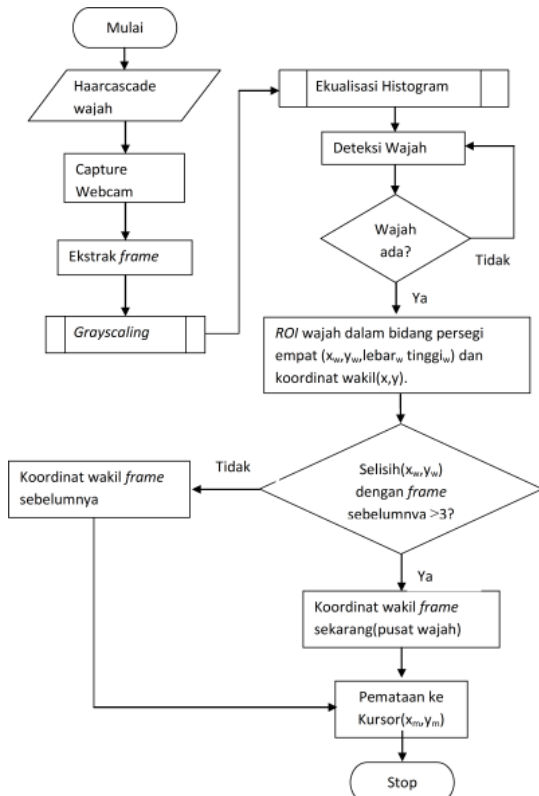 Mulai
Haarcascade
wajah
Capture
Webcam
Ekstrak frame
Grayscaling
Ekualisasi Histogram
Deteksi Wajah
Wajah
ada?
Tidak
Ya
ROI wajah dalam bidang persegi
empat (xw,yw,lebarw tinggiw) dan
koordinat wakil(x,y).
Selisih(xw,yw)
dengan frame
sebelumnya >3?
Tidak
Koordinat wakil frame
sebelumnya
Ya
Koordinat wakil frame
sekarang(pusat wajah)
Pemataan ke
Kursor(xm,ym)
Stop